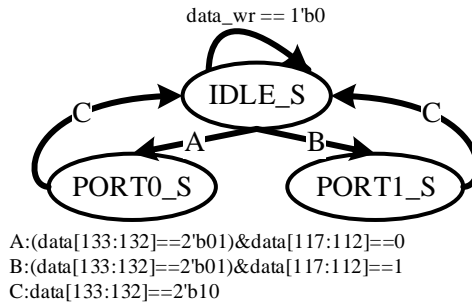 data_wr == 1'b0
IDLE_S
C
C
A
B
PORT0_S
PORT1_S
A:(data[133:132]==2'b01)&data[117:112]==0
B:(data[133:132]==2'b01)&data[117:112]==1
C:data[133:132]==2'b10